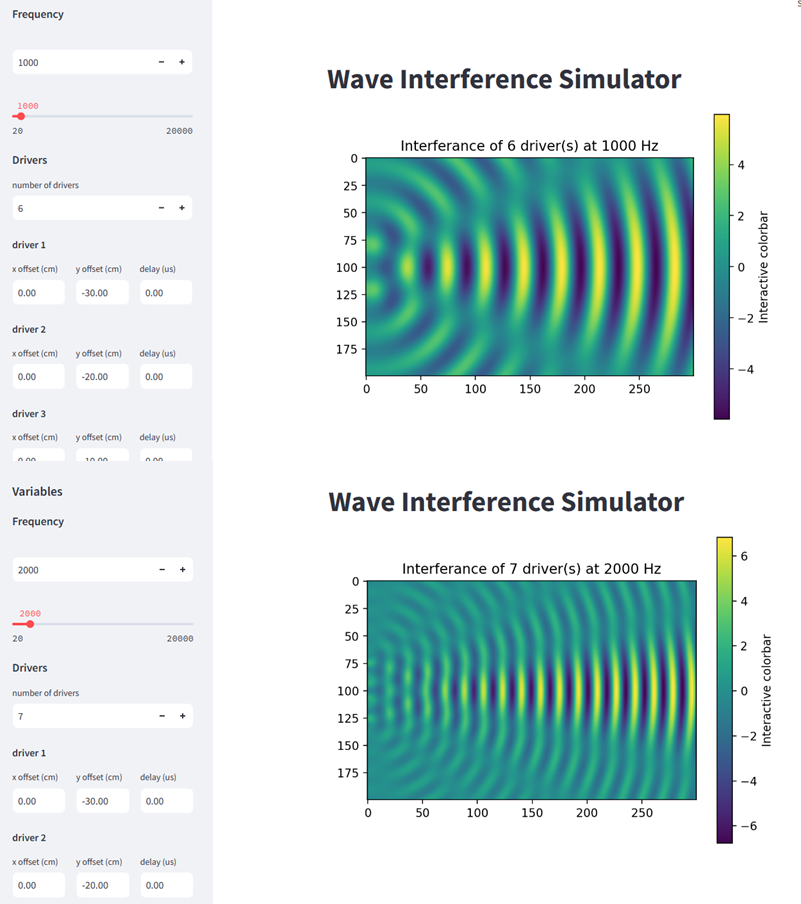 Frequency
1000 − +
1000
20 20000
Drivers
number of drivers
6 − +
driver 1
x offset (cm) y offset (cm) delay (us)
0.00 -30.00 0.00
driver 2
x offset (cm) y offset (cm) delay (us)
0.00 -20.00 0.00
driver 3
x offset (cm) y offset (cm) delay (us)
0.00 -10.00 0.00
Wave Interference Simulator
Interferance of 6 driver(s) at 1000 Hz
0
25
50
75
100
125
150
175
0 50 100 150 200 250
4
2
0
−2
−4
Interactive colorbar
Variables
Frequency
2000 − +
2000
20 20000
Drivers
number of drivers
7 − +
driver 1
x offset (cm) y offset (cm) delay (us)
0.00 -30.00 0.00
driver 2
x offset (cm) y offset (cm) delay (us)
0.00 -20.00 0.00
Wave Interference Simulator
Interferance of 7 driver(s) at 2000 Hz
0
25
50
75
100
125
150
175
0 50 100 150 200 250
6
4
2
0
−2
−4
−6
Interactive colorbar